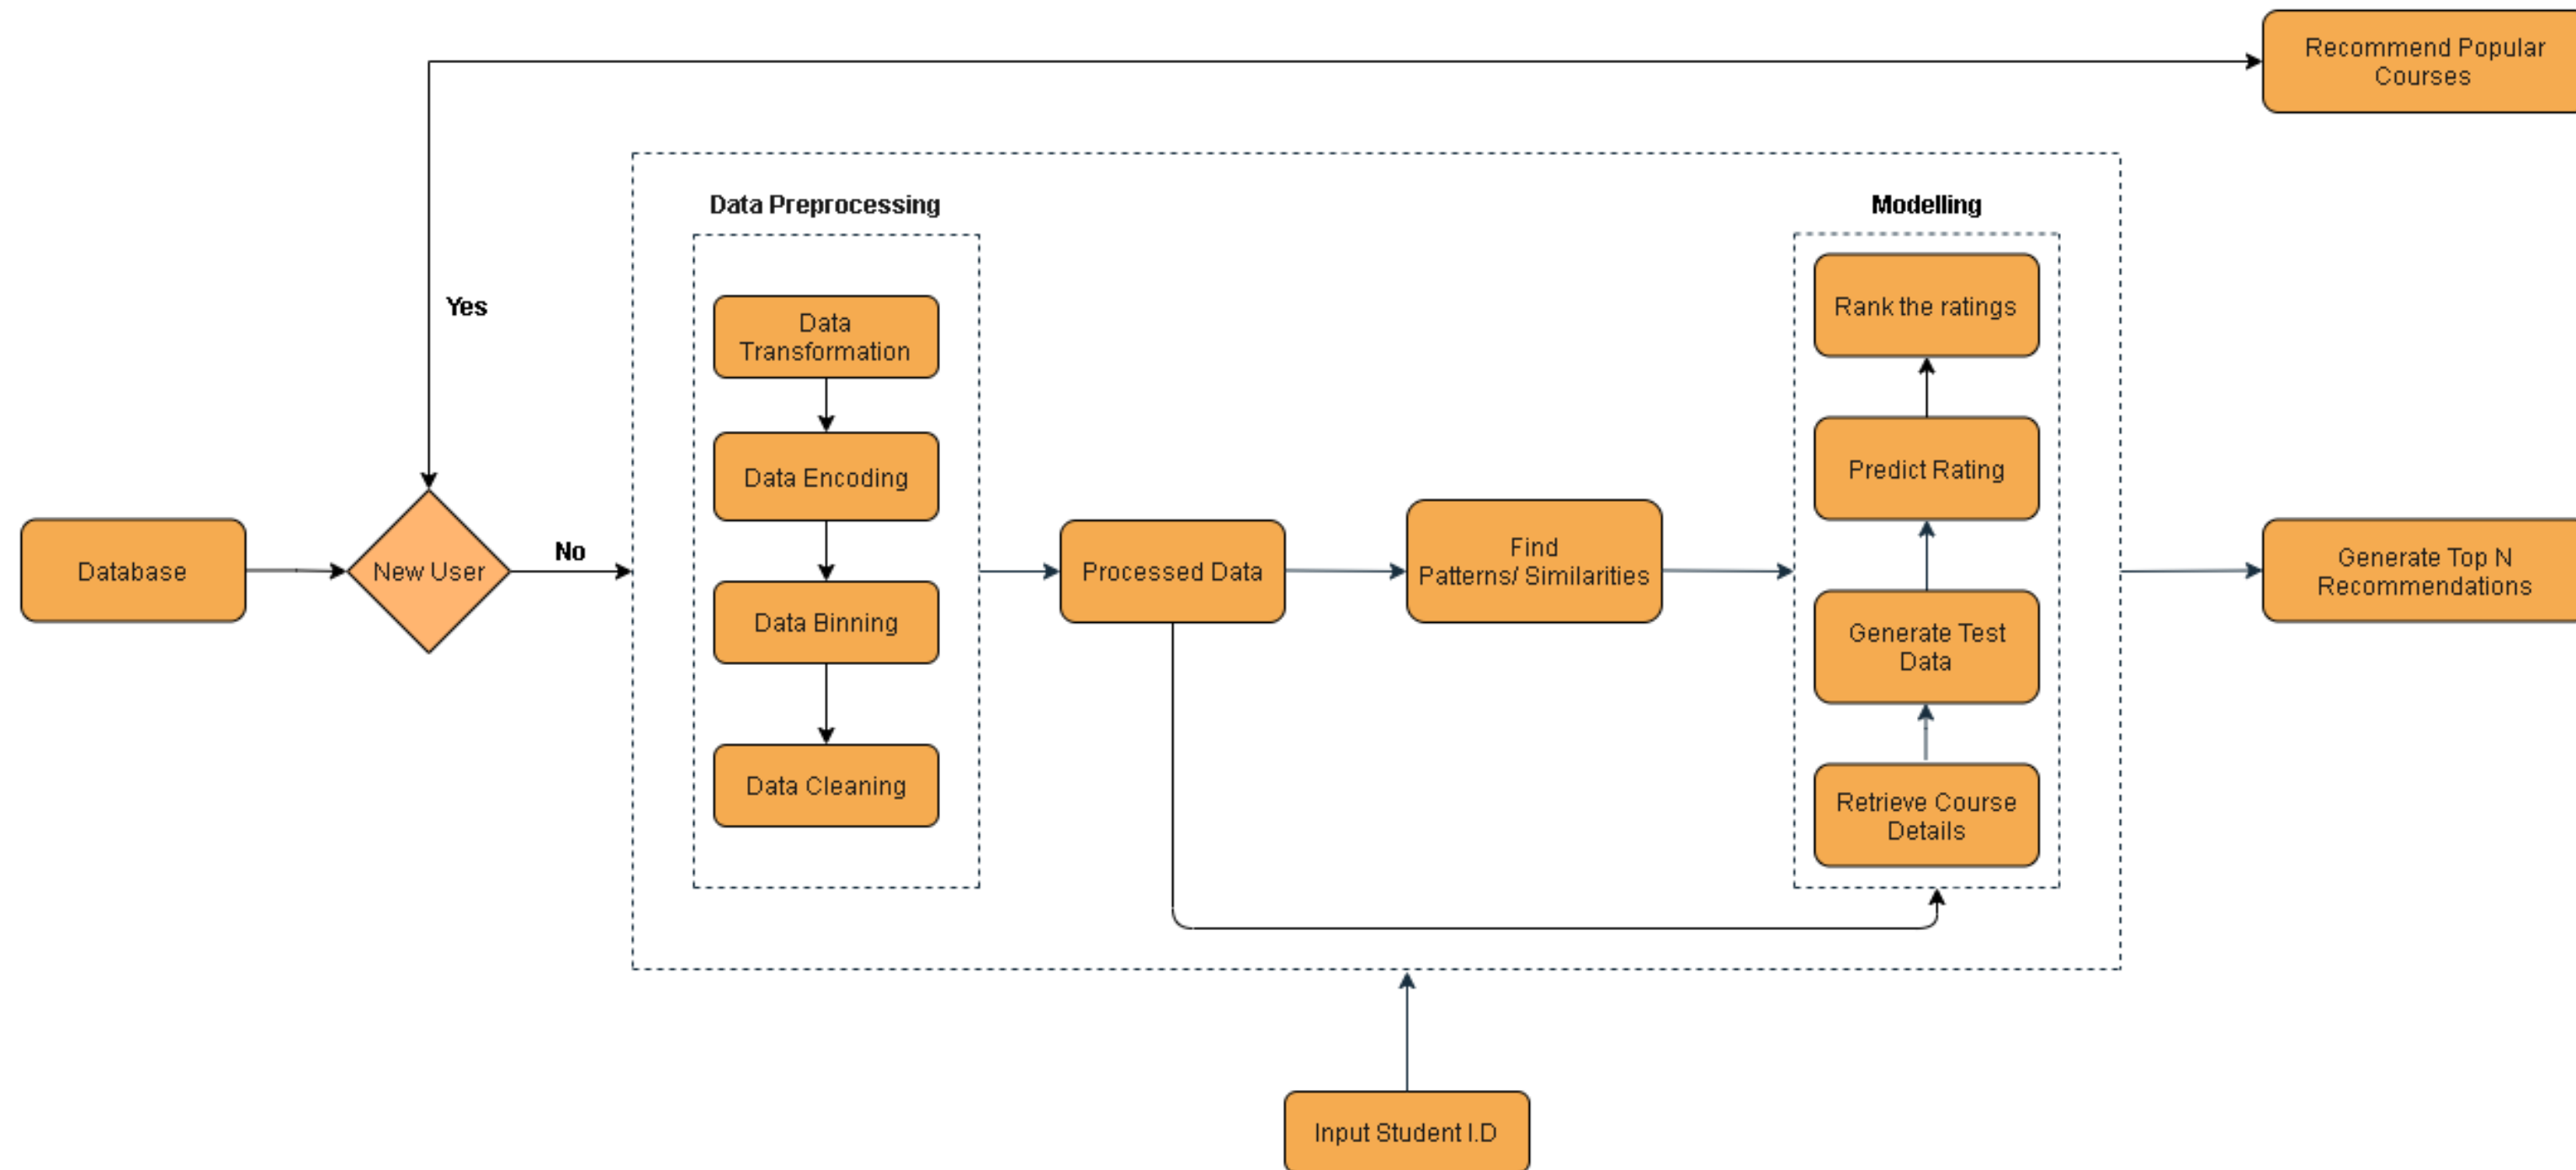 Recommend Popular
Courses
Data Preprocessing
Modelling
Yes
Data
Transformation
Rank the ratings
Data Encoding
Predict Rating
Database
New User
No
Processed Data
Find
Patterns/ Similarities
Generate Top N
Recommendations
Data Binning
Generate Test
Data
Data Cleaning
Retrieve Course
Details
Input Student I.D